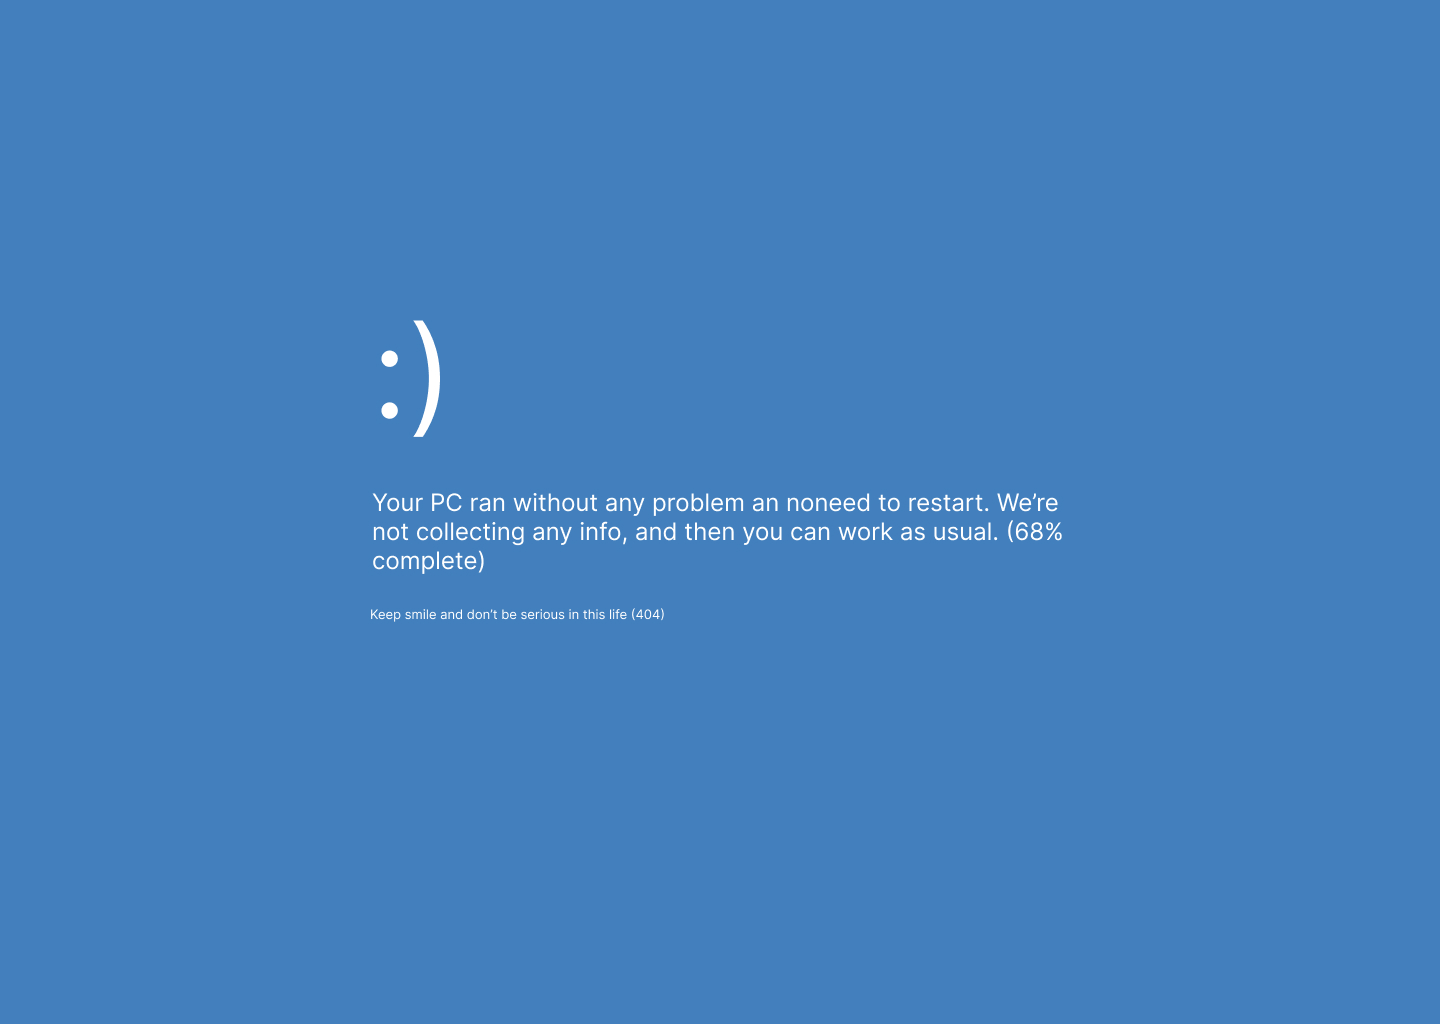 :)
Your PC ran without any problem an noneed to restart. We’re
not collecting any info, and then you can work as usual. (68%
complete)
Keep smile and don’t be serious in this life (404)